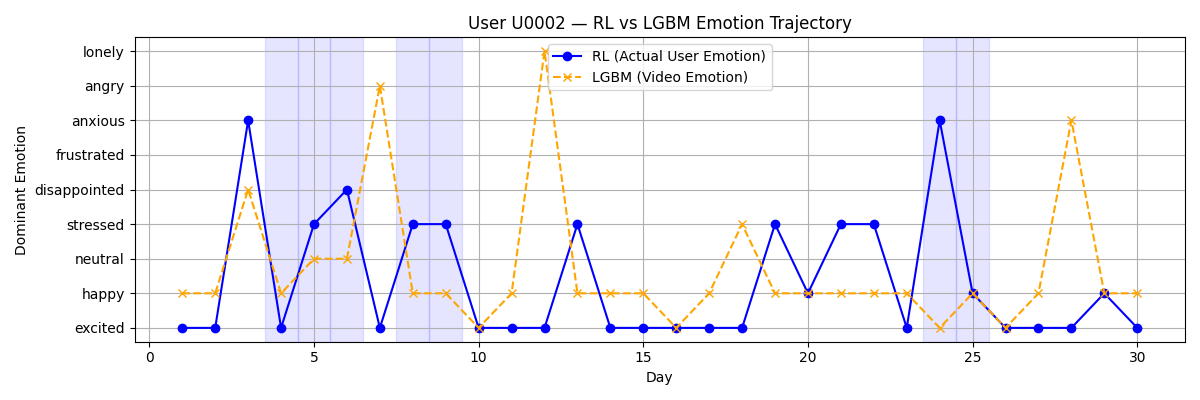 User U0002 — RL vs LGBM Emotion Trajectory
RL (Actual User Emotion)
LGBM (Video Emotion)
Dominant Emotion
lonely
angry
anxious
frustrated
disappointed
stressed
neutral
happy
excited
0 5 10 15 20 25 30
Day